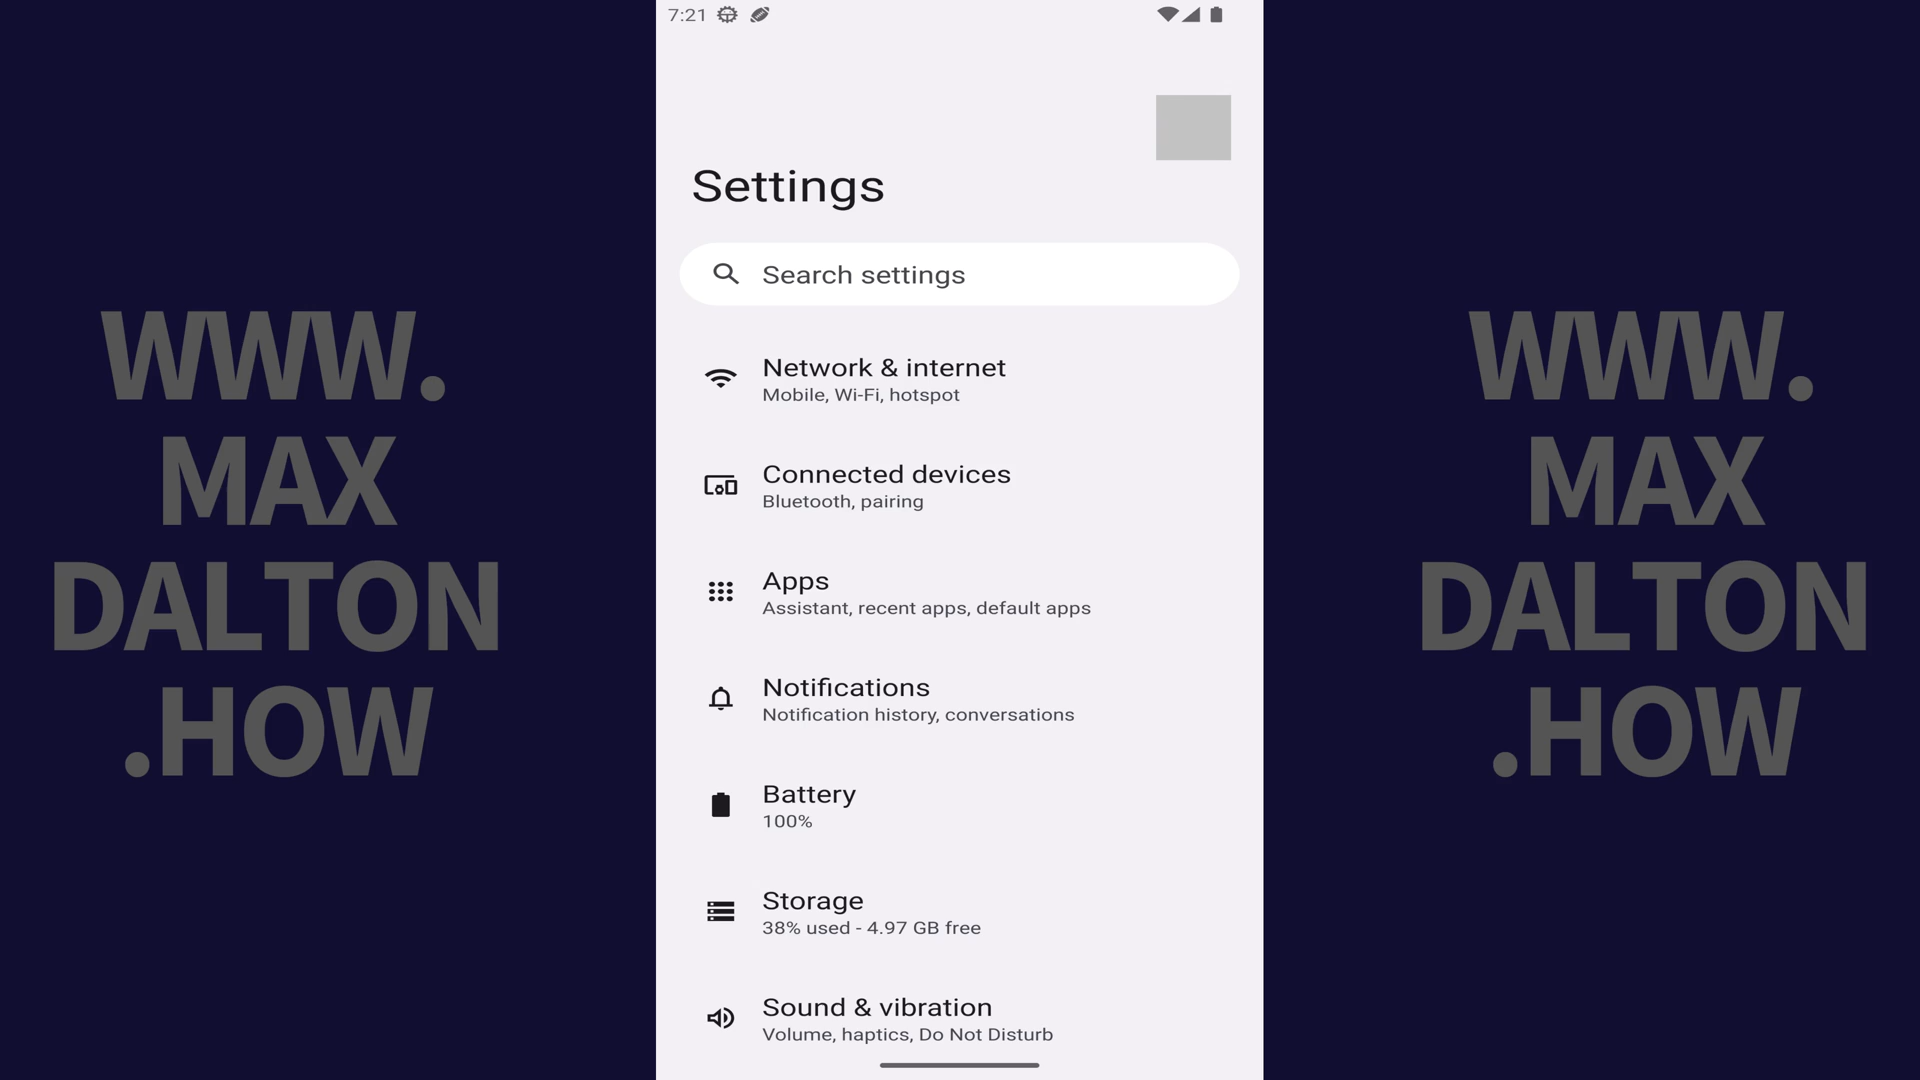 7:21
Settings
Search settings
Network & internet
Mobile, Wi-Fi, hotspot
Connected devices
Bluetooth, pairing
Apps
Assistant, recent apps, default apps
Notifications
Notification history, conversations
Battery
100%
Storage
38% used - 4.97 GB free
Sound & vibration
Volume, haptics, Do Not Disturb
WWW.
MAX
DALTON
.HOW
WWW.
MAX
DALTON
.HOW